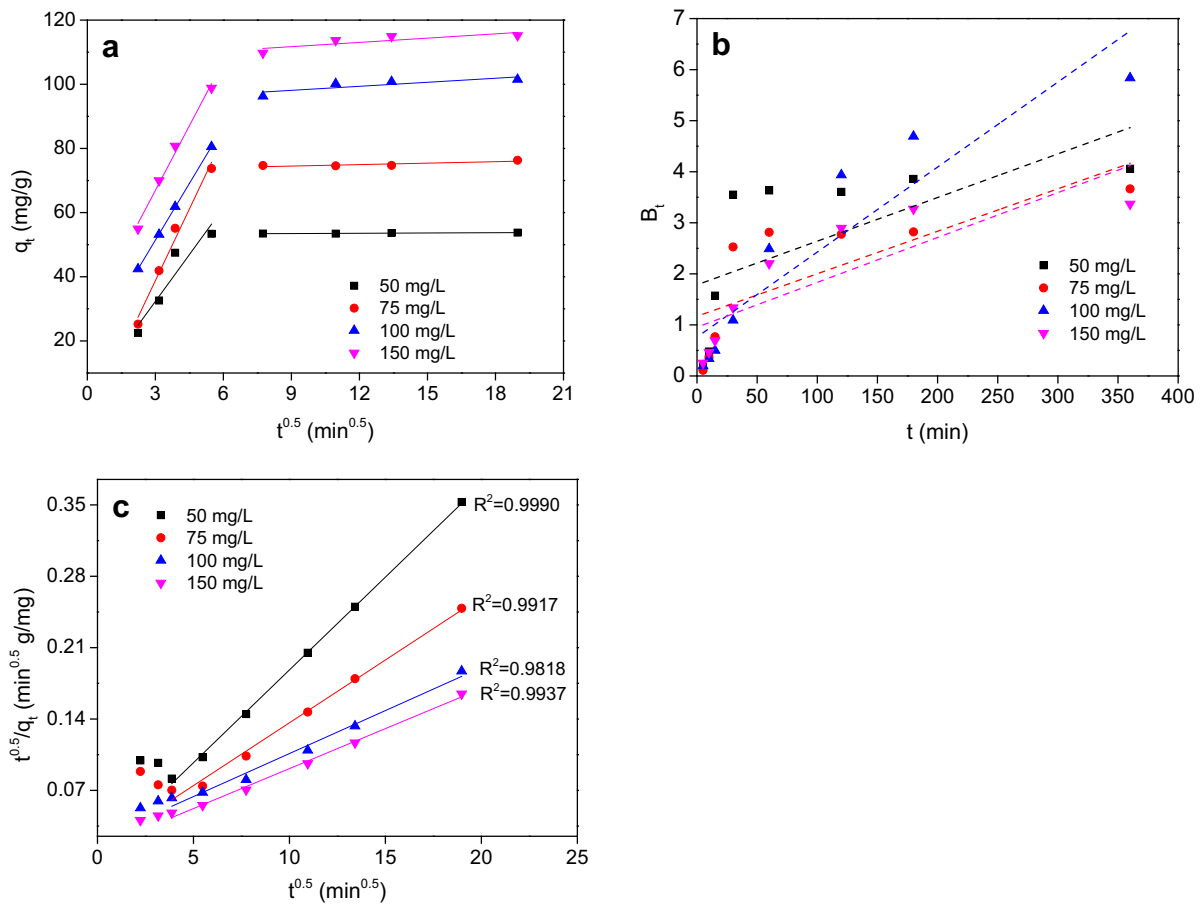 a
120
100
80
60
40
20
q_t (mg/g)
50 mg/L
75 mg/L
100 mg/L
150 mg/L
0 3 6 9 12 15 18 21
t^0.5 (min^0.5)
b
7
6
5
4
3
2
1
0
B_t
50 mg/L
75 mg/L
100 mg/L
150 mg/L
0 50 100 150 200 250 300 350 400
t (min)
c
0.35
0.28
0.21
0.14
0.07
t^0.5/q_t (min^0.5 g/mg)
50 mg/L
75 mg/L
100 mg/L
150 mg/L
R²=0.9990
R²=0.9917
R²=0.9818
R²=0.9937
0 5 10 15 20 25
t^0.5 (min^0.5)